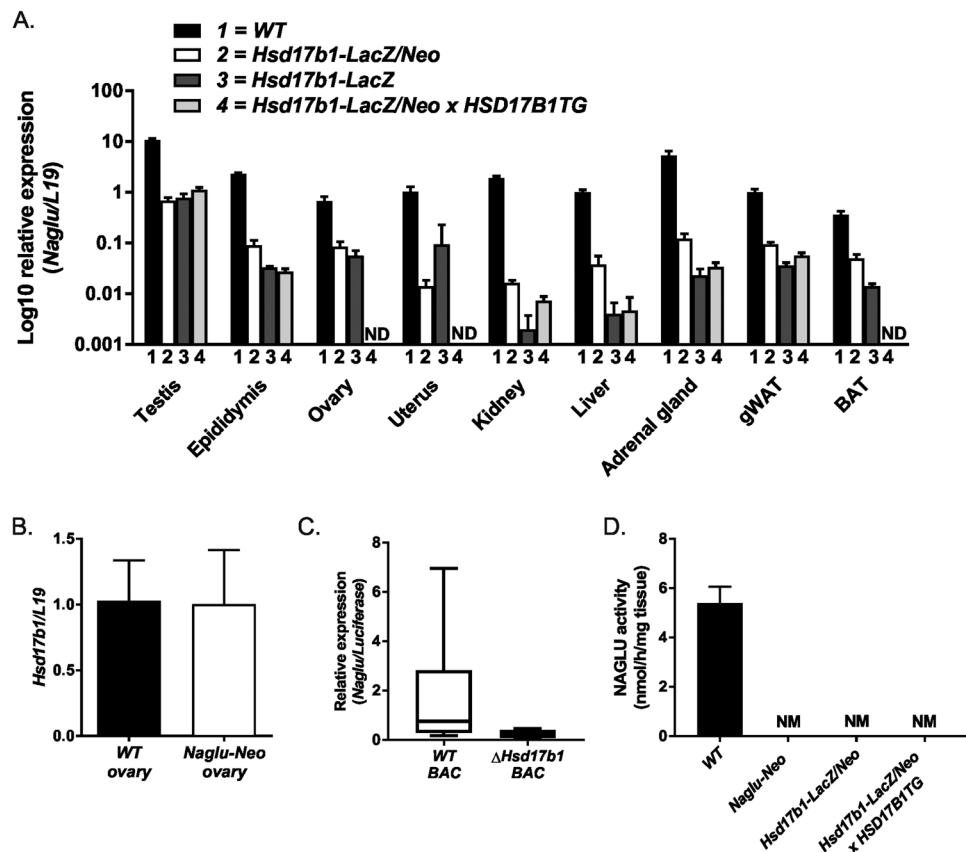 A.
1 = WT
2 = Hsd17b1-LacZ/Neo
3 = Hsd17b1-LacZ
4 = Hsd17b1-LacZ/Neo x HSD17B1TG
Log10 relative expression
(Naglu/L19)
100
10
1
0.1
0.01
0.001
ND
ND
ND
1 2 3 4 1 2 3 4 1 2 3 4 1 2 3 4 1 2 3 4 1 2 3 4 1 2 3 4 1 2 3 4 1 2 3 4
Testis
Epididymis
Ovary
Uterus
Kidney
Liver
Adrenal gland
gWAT
BAT
B.
Hsd17b1/L19
1.5
1.0
0.5
0.0
WT
ovary
Naglu-Neo
ovary
C.
Relative expression
(Naglu/Luciferase)
8
6
4
2
0
WT
BAC
ΔHsd17b1
BAC
D.
NAGLU activity
(nmol/h/mg tissue)
8
6
4
2
0
NM
NM
NM
WT
Naglu-Neo
Hsd17b1-LacZ/Neo
Hsd17b1-LacZ/Neo
x HSD17B1TG